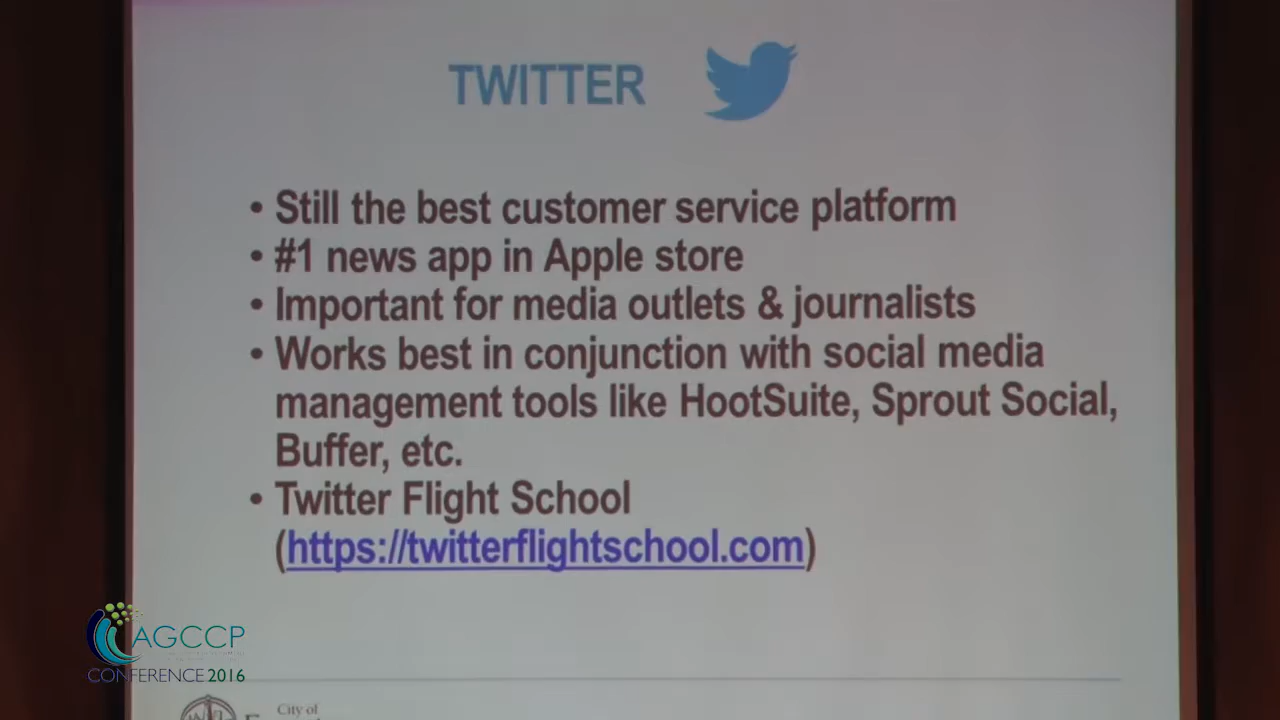 TWITTER
• Still the best customer service platform
• #1 news app in Apple store
• Important for media outlets & journalists
• Works best in conjunction with social media
management tools like HootSuite, Sprout Social,
Buffer, etc.
• Twitter Flight School
(https://twitterflightschool.com)
AGCCP
CONFERENCE 2016
City of